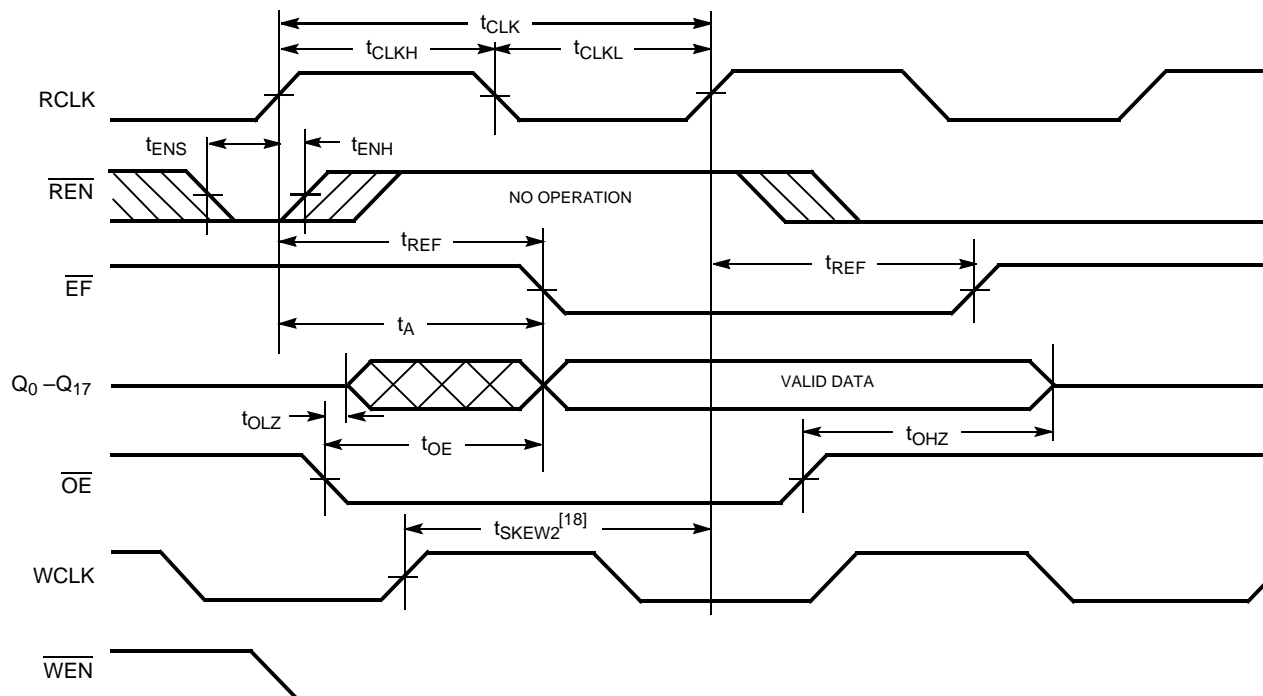 tCLK
tCLKH
tCLKL
RCLK
tENS
tENH
REN
NO OPERATION
tREF
tREF
EF
tA
Q0 –Q17
VALID DATA
tOLZ
tOE
tOHZ
OE
tSKEW2[18]
WCLK
WEN